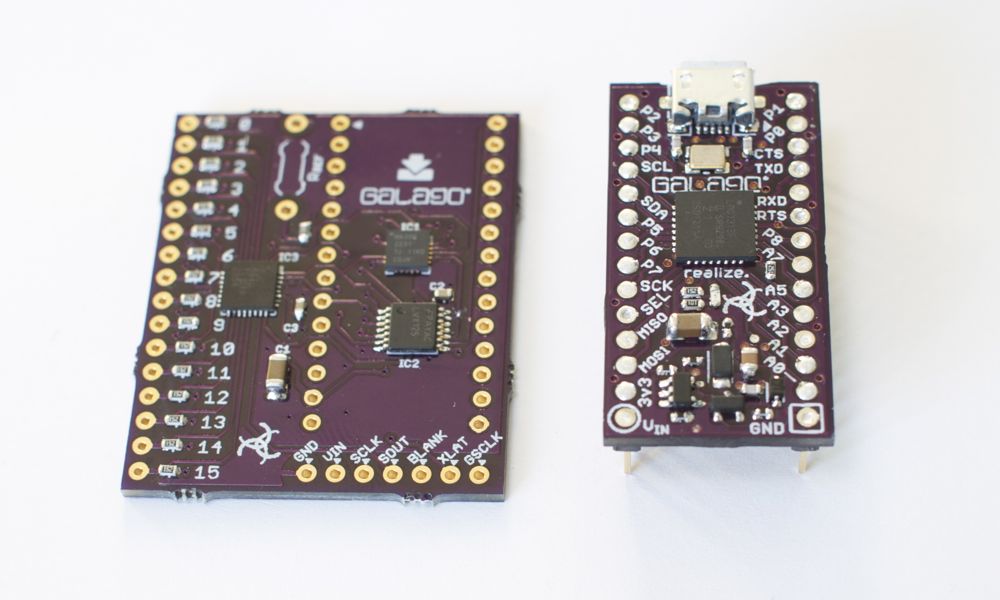 0
1
2
3
4
5
6
7
8
9
10
11
12
13
14
15
RREF
GALAGO
IC1
IC3
C2
C3
IC2
C1
GND
VIN
SCLK
SOUT
BLANK
XLAT
GSCLK
P2
P3
P4
SCL
GALAGO
SDA
P5
P6
P7
SCK
SEL
MISO
MOSI
3V3
VIN
P1
P0
CTS
TXD
RXD
RTS
P8
A7
A5
A3
A2
A1
A0
GND
realize.